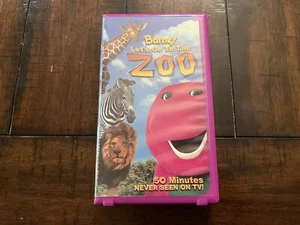 Barney
Let's Go To The
ZOO
50 Minutes
NEVER SEEN ON TV!